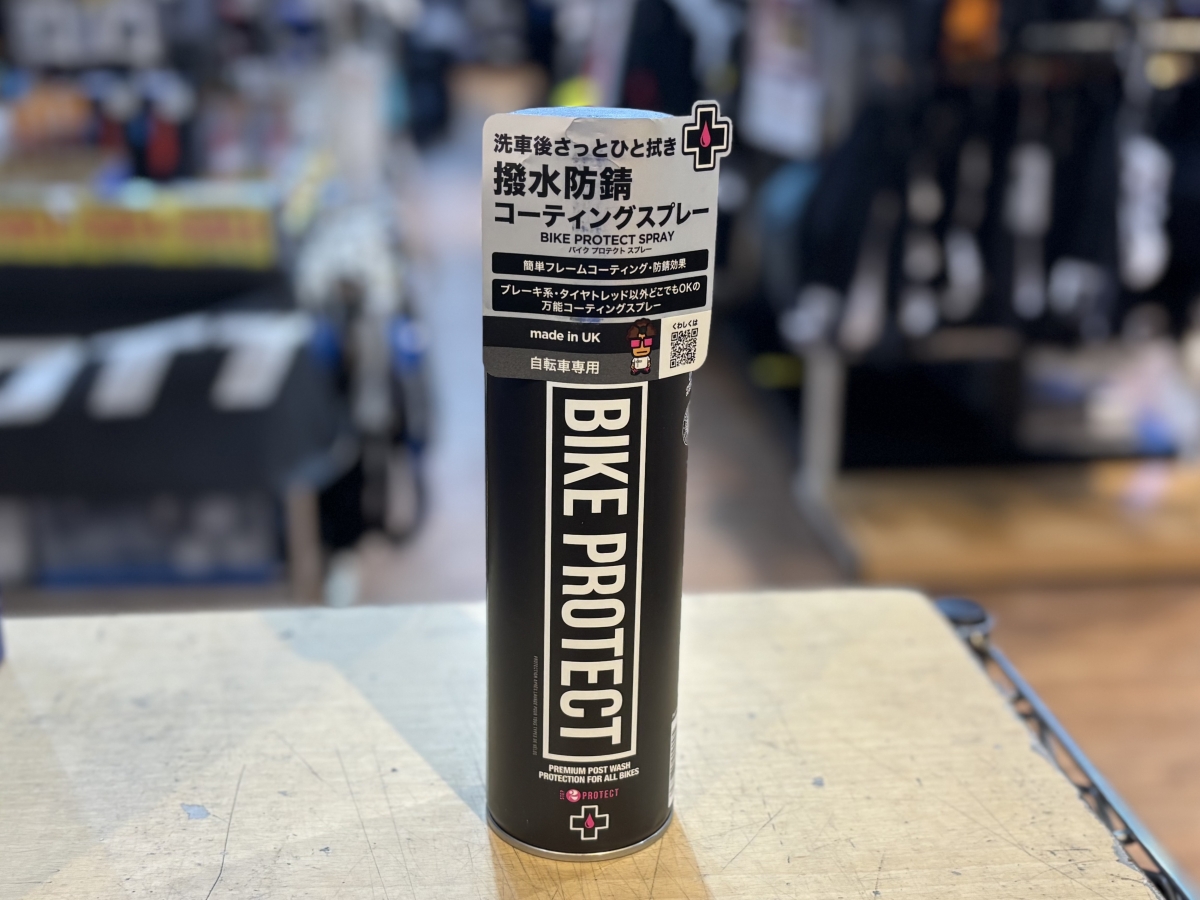 洗車後さっとひと拭き
撥水防錆
コーティングスプレー
BIKE PROTECT SPRAY
バイク プロテクト スプレー
簡単フレームコーティング・防錆効果
ブレーキ系・タイヤトレッド以外どこでもOKの
万能コーティングスプレー
made in UK
くわしくは
自転車専用
BIKE PROTECT
PREMIUM POST WASH
PROTECTION FOR ALL BIKES
2 PROTECT